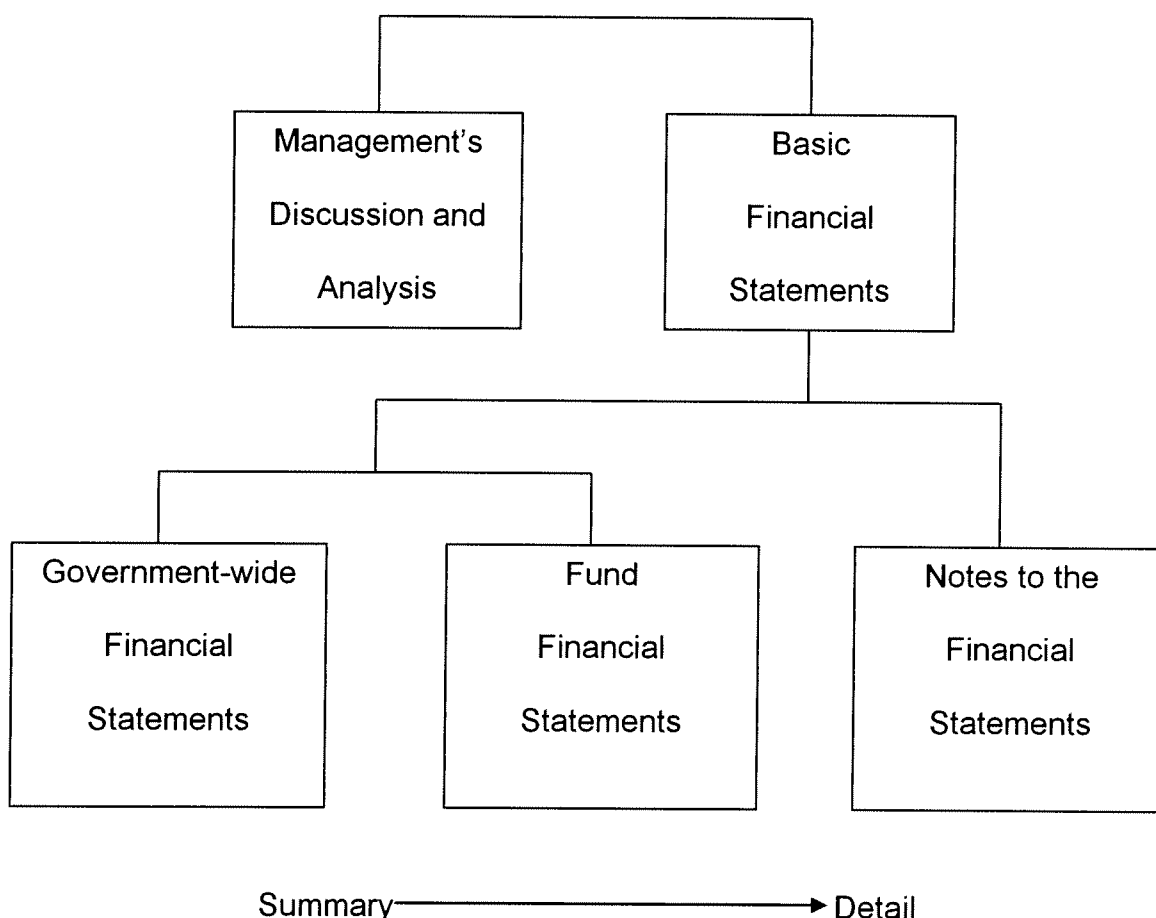 Management’s
Discussion and
Analysis
Basic
Financial
Statements
Government-wide
Financial
Statements
Fund
Financial
Statements
Notes to the
Financial
Statements
Summary
Detail